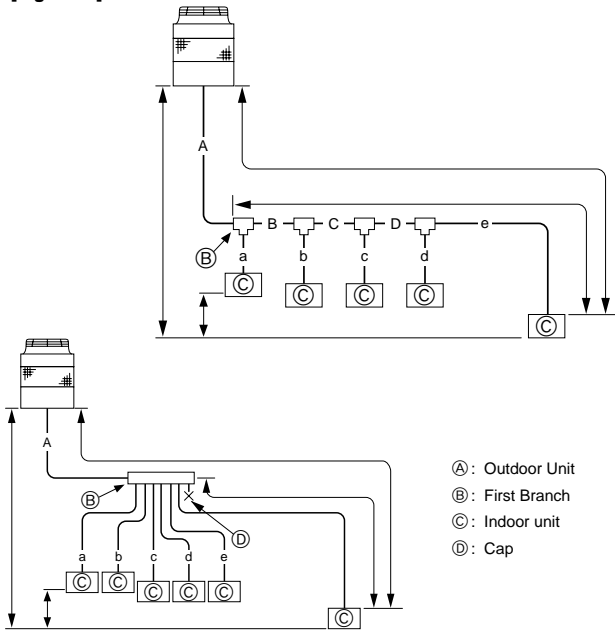 A
B C D e
Ⓑ a b c d
Ⓒ Ⓒ Ⓒ Ⓒ
Ⓒ
A
Ⓑ
Ⓓ
a b c d e
Ⓒ Ⓒ Ⓒ Ⓒ Ⓒ
Ⓒ
Ⓐ : Outdoor Unit
Ⓑ : First Branch
Ⓒ : Indoor unit
Ⓓ : Cap